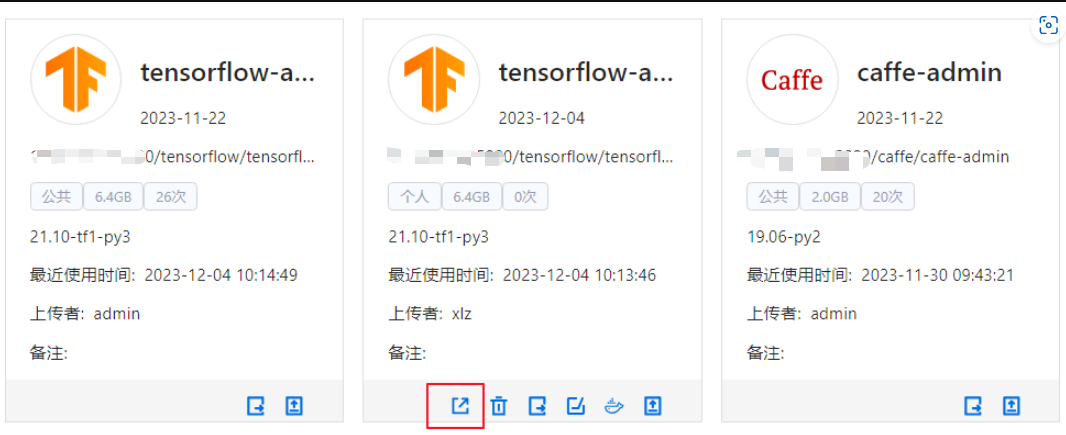 tensorflow-a...
2023-11-22
0/tensorflow/tensorfl...
公共 6.4GB 26次
21.10-tf1-py3
最近使用时间: 2023-12-04 10:14:49
上传者: admin
备注:
tensorflow-a...
2023-12-04
/tensorflow/tensorfl...
个人 6.4GB 0次
21.10-tf1-py3
最近使用时间: 2023-12-04 10:13:46
上传者: xlz
备注:
Caffe
caffe-admin
2023-11-22
/caffe/caffe-admin
公共 2.0GB 20次
19.06-py2
最近使用时间: 2023-11-30 09:43:21
上传者: admin
备注: